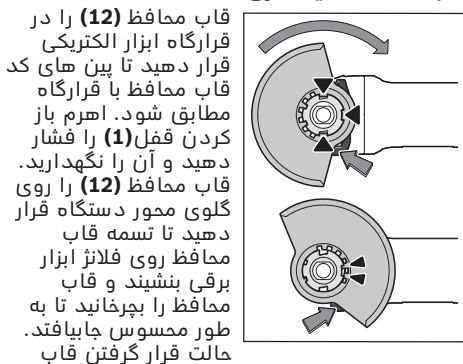 قاب محافظ (12) را در
قرارگاه ابزار الکتریکی
قرار دهید تا پین های کد
قاب محافظ با قرارگاه
مطابق شود. اهرم باز
کردن قفل(1) را فشار
دهید و آن را نگهدارید.
قاب محافظ (12) را روی
گلوی محور دستگاه قرار
دهید تا تسمه قاب
محافظ روی فلانژ ابزار
برقی بنشیند و قاب
محافظ را بچرخانید تا به
طور محسوس جابیافتد.
حالت قرار گرفتن قاب